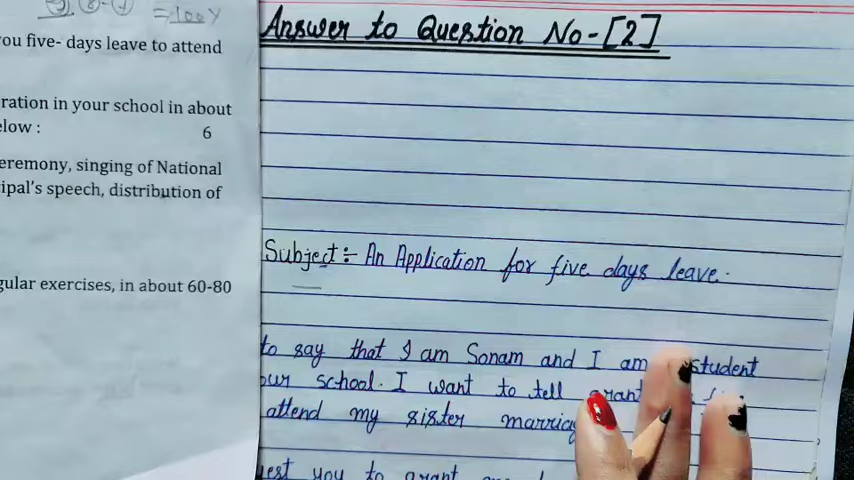 = 100Y
you five- days leave to attend
ration in your school in about
elow :
6
eremony, singing of National
ipal's speech, distribution of
gular exercises, in about 60-80
Answer to Question No-[2]
Subject:- An Application for five days leave.
to say that I am Sonam and I am student
our school. I want to tell grant
attend my sister marriag
uest you to grant